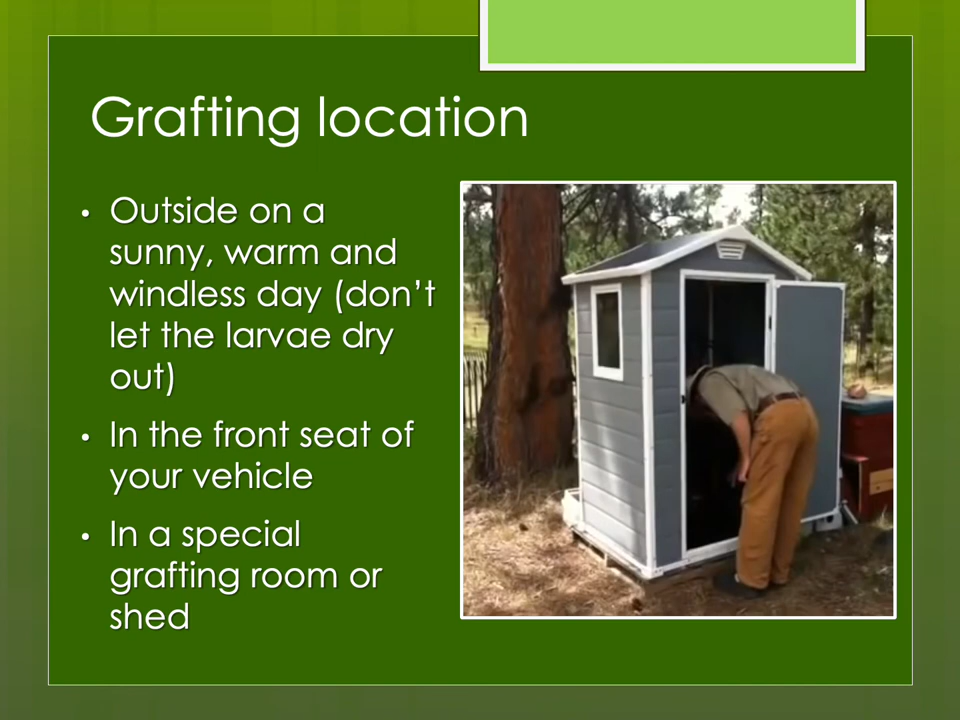 Grafting location
• Outside on a
sunny, warm and
windless day (don’t
let the larvae dry
out)
• In the front seat of
your vehicle
• In a special
grafting room or
shed